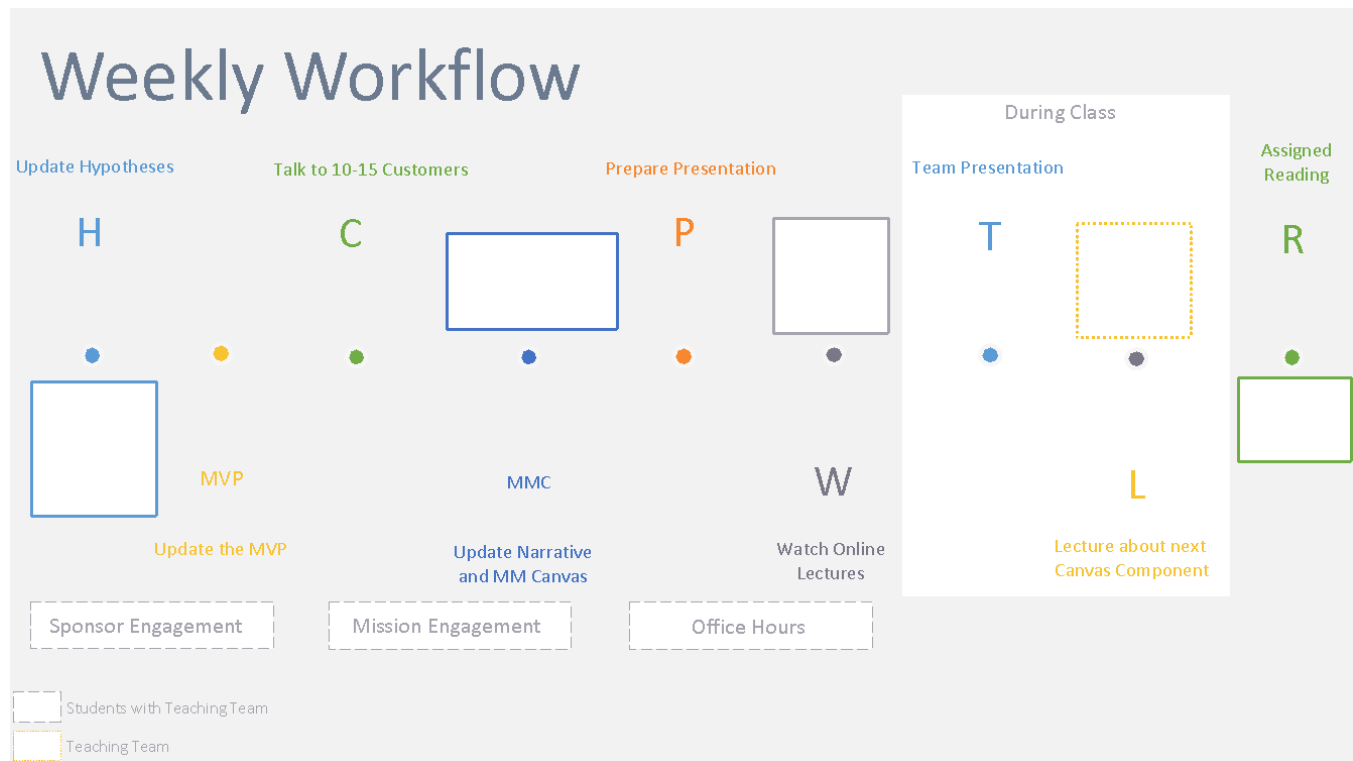 Weekly Workflow
During Class
Update Hypotheses
Talk to 10-15 Customers
Prepare Presentation
Team Presentation
Assigned
Reading
H
C
P
T
R
MVP
MMC
W
L
Update the MVP
Update Narrative
and MM Canvas
Watch Online
Lectures
Lecture about next
Canvas Component
Sponsor Engagement
Mission Engagement
Office Hours
Students with Teaching Team
Teaching Team